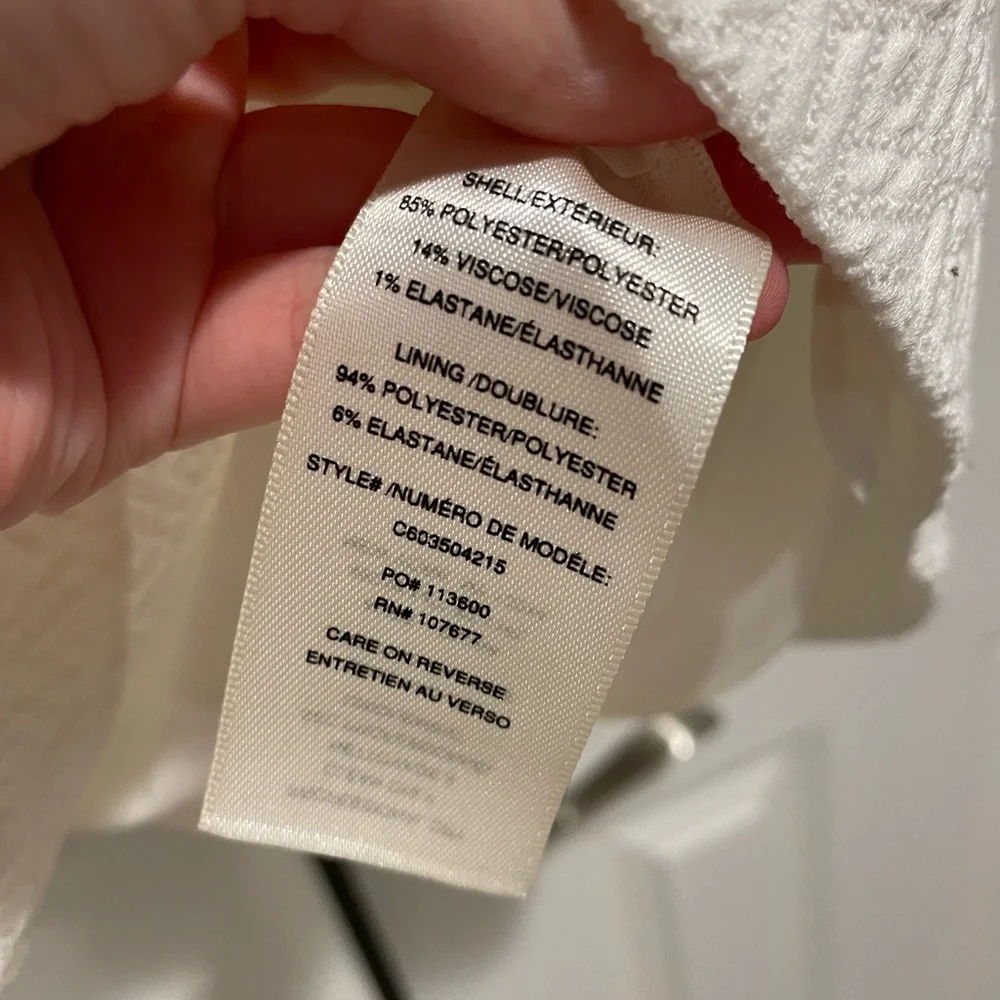 SHELL/EXTÉRIEUR:
85% POLYESTER/POLYESTER
14% VISCOSE/VISCOSE
1% ELASTANE/ÉLASTHANNE
LINING /DOUBLURE:
94% POLYESTER/POLYESTER
6% ELASTANE/ÉLASTHANNE
STYLE# /NUMÉRO DE MODÉLE:
C603504215
PO# 113600
RN# 107677
CARE ON REVERSE
ENTRETIEN AU VERSO